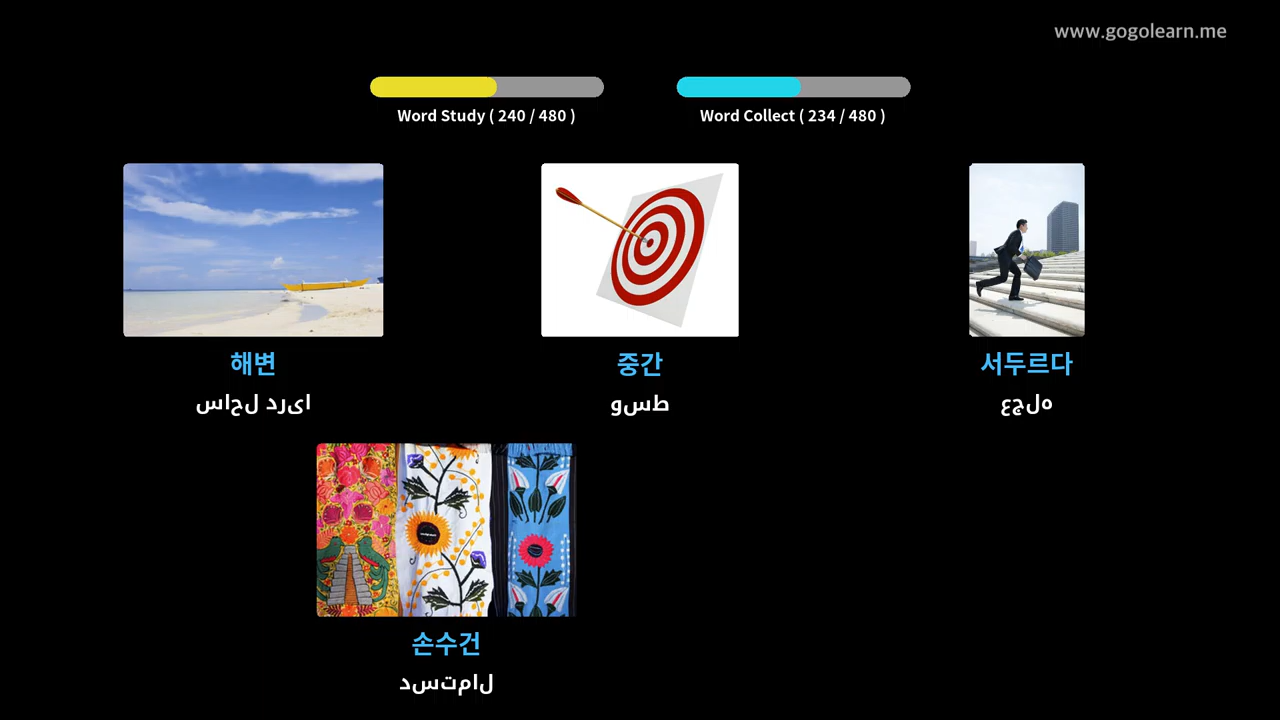 www.gogolearn.me
Word Study ( 240 / 480 )
Word Collect ( 234 / 480 )
해변
ساحل دریا
중간
وسط
서두르다
عجله
손수건
دستمال